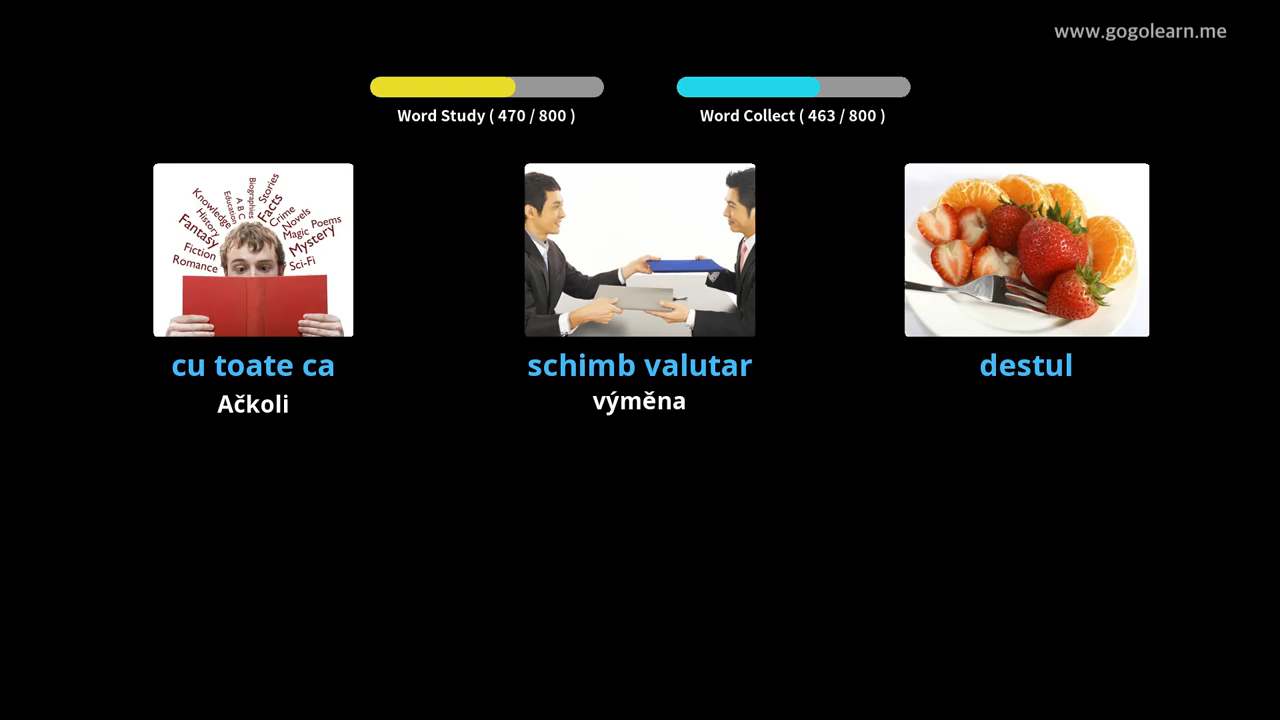 www.gogolearn.me
Word Study ( 470 / 800 )
Word Collect ( 463 / 800 )
Knowledge
History
Fantasy
Fiction
Romance
Education
A B C
Biographies
Stories
Facts
Crime
Novels
Magic
Poems
Mystery
Sci-Fi
cu toate ca
schimb valutar
destul
Ačkoli
výměna